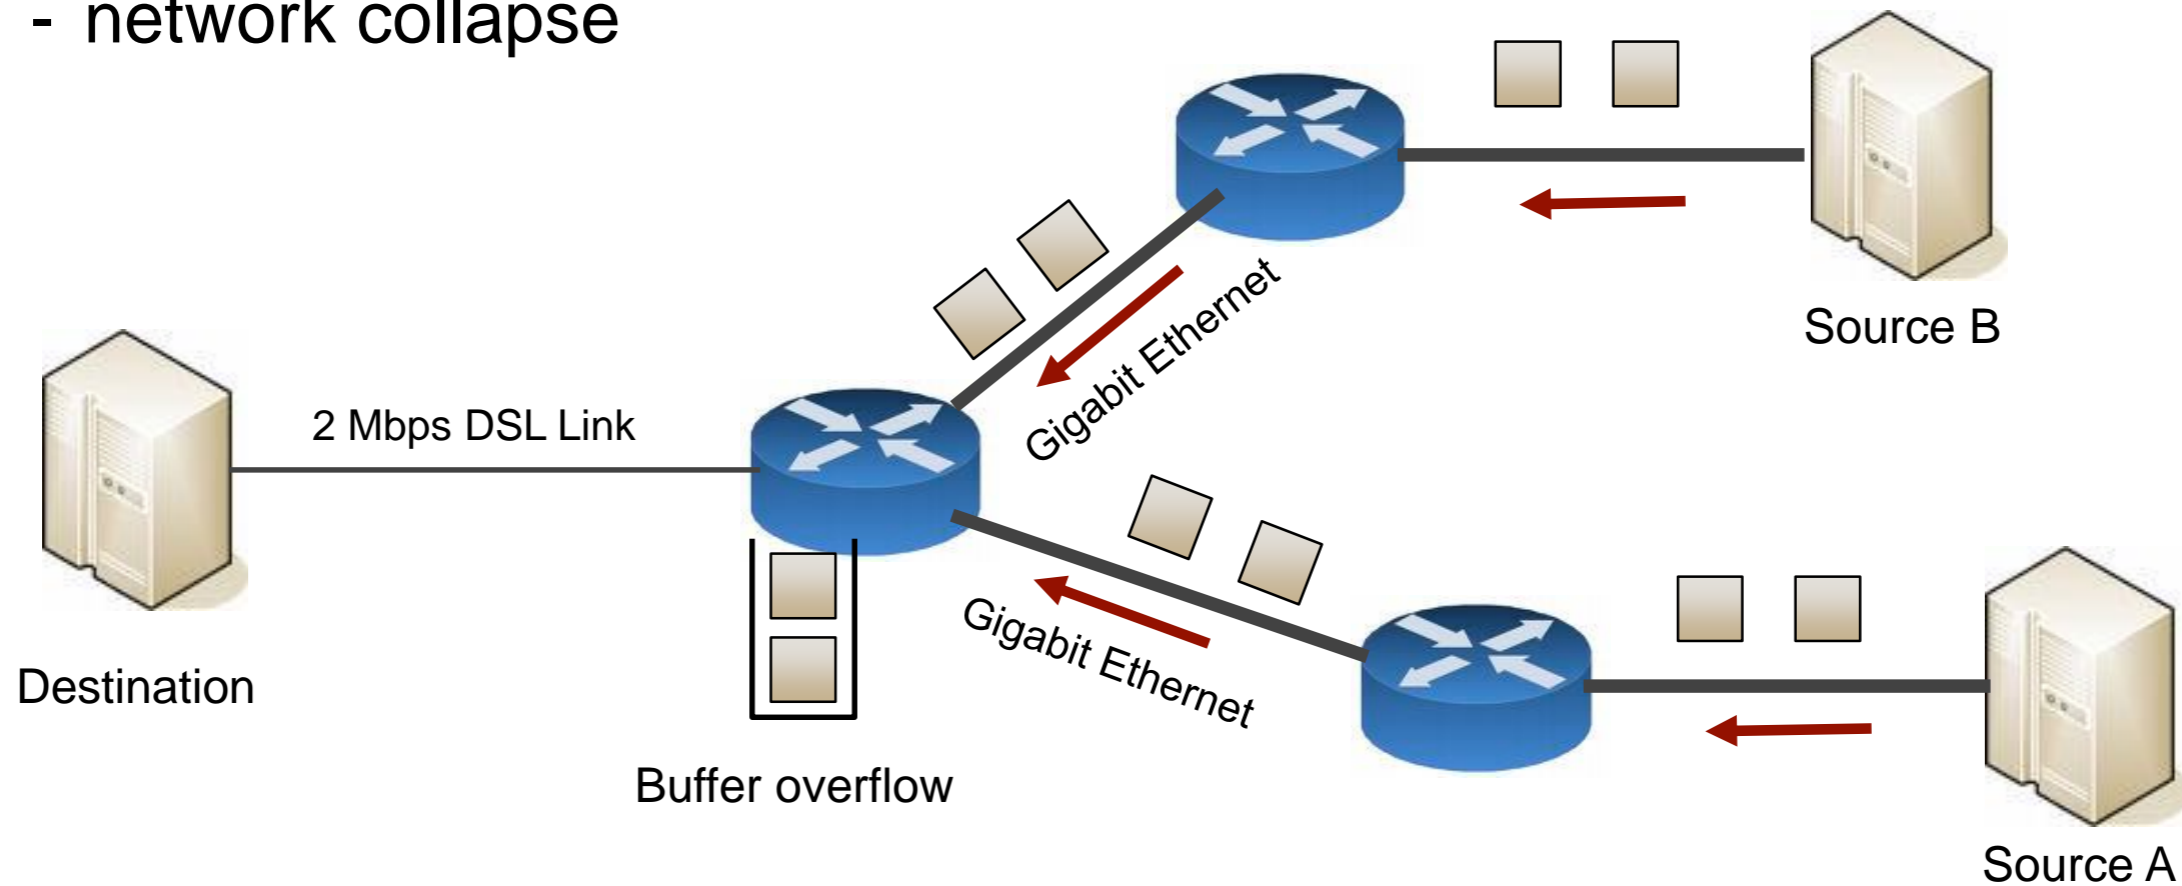 - network collapse
Source B
Gigabit Ethernet
2 Mbps DSL Link
Gigabit Ethernet
Destination
Buffer overflow
Source A